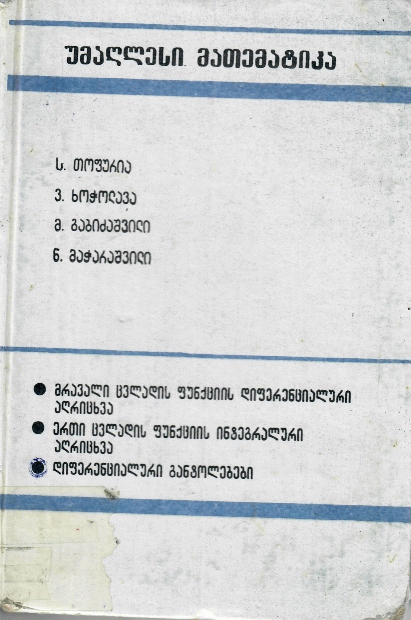 უმაღლესი მათემატიკა
ს. თოფურია
ვ. ხოჭოლავა
მ. გაბიძაშვილი
ნ. მაჭარაშვილი
● მრავალი ცვლადის ფუნქციის დიფერენციალური
აღრიცხვა
● ერთი ცვლადის ფუნქციის ინტეგრალური
აღრიცხვა
● დიფერენციალური განტოლებები